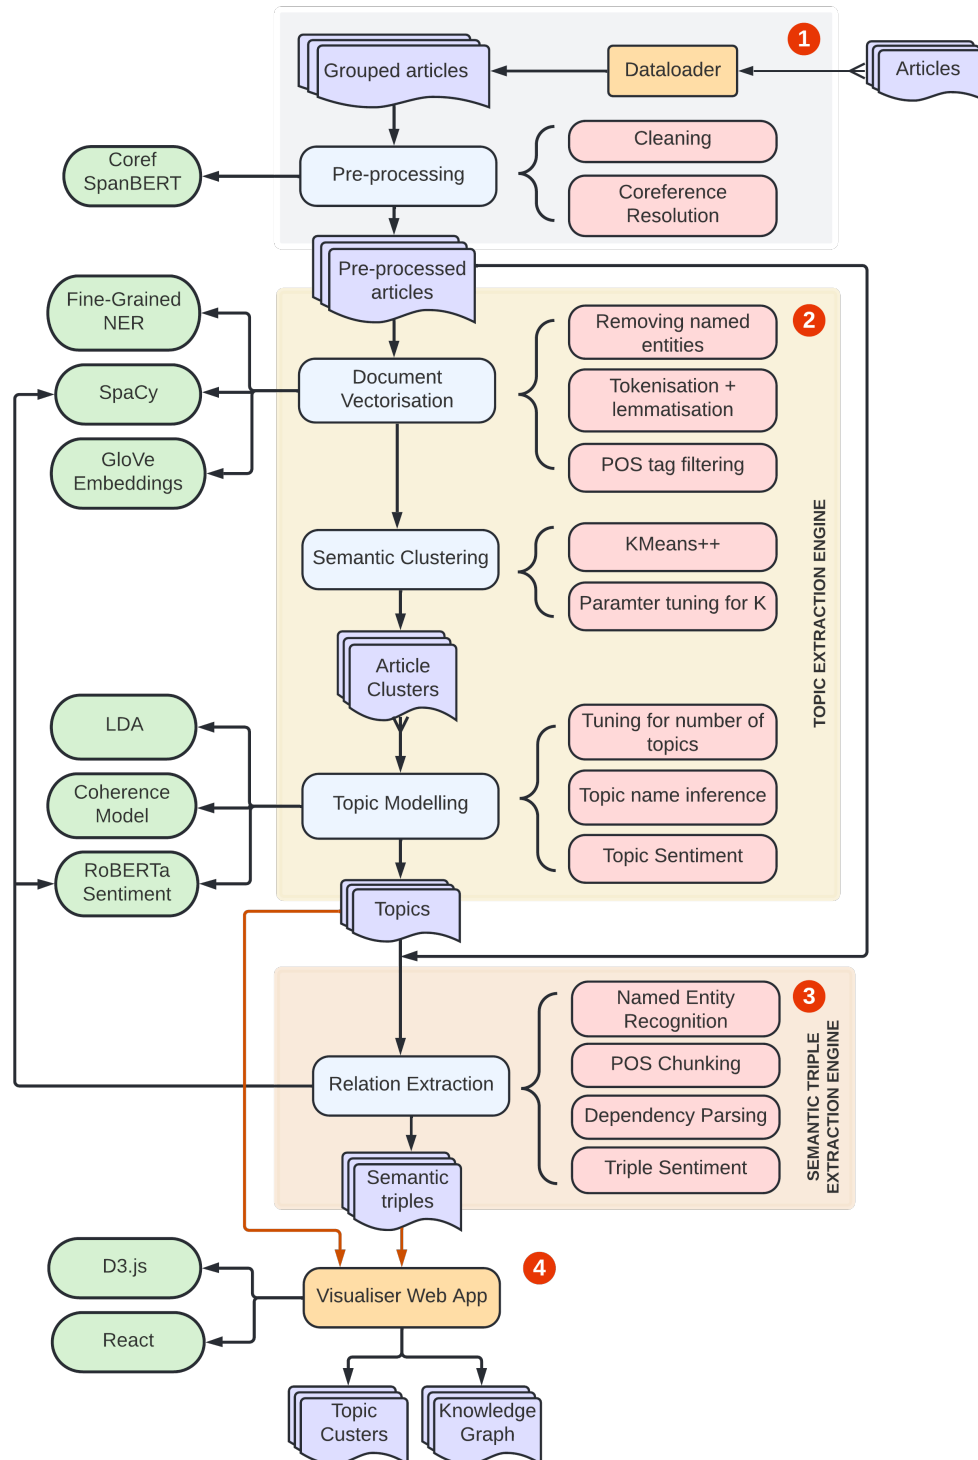 1
Grouped articles
Dataloader
Articles
Cleaning
Coref
SpanBERT
Pre-processing
Coreference
Resolution
Pre-processed
articles
2
Fine-Grained
NER
Removing named
entities
SpaCy
Document
Vectorisation
Tokenisation +
lemmatisation
GloVe
Embeddings
POS tag filtering
TOPIC EXTRACTION ENGINE
Semantic Clustering
KMeans++
Paramter tuning for K
Article
Clusters
LDA
Tuning for number of
topics
Coherence
Model
Topic Modelling
Topic name inference
RoBERTa
Sentiment
Topic Sentiment
Topics
3
Named Entity
Recognition
SEMANTIC TRIPLE
EXTRACTION ENGINE
Relation Extraction
POS Chunking
Dependency Parsing
Triple Sentiment
Semantic
triples
4
D3.js
Visualiser Web App
React
Topic
Custers
Knowledge
Graph